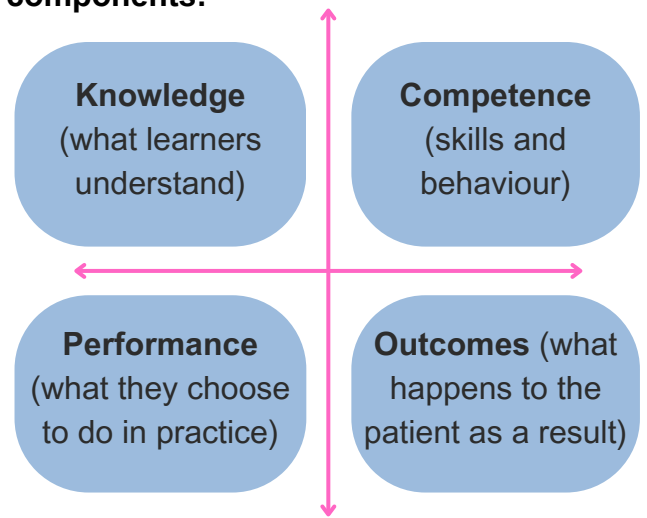 components:
Knowledge
(what learners
understand)
Competence
(skills and
behaviour)
Performance
(what they choose
to do in practice)
Outcomes (what
happens to the
patient as a result)